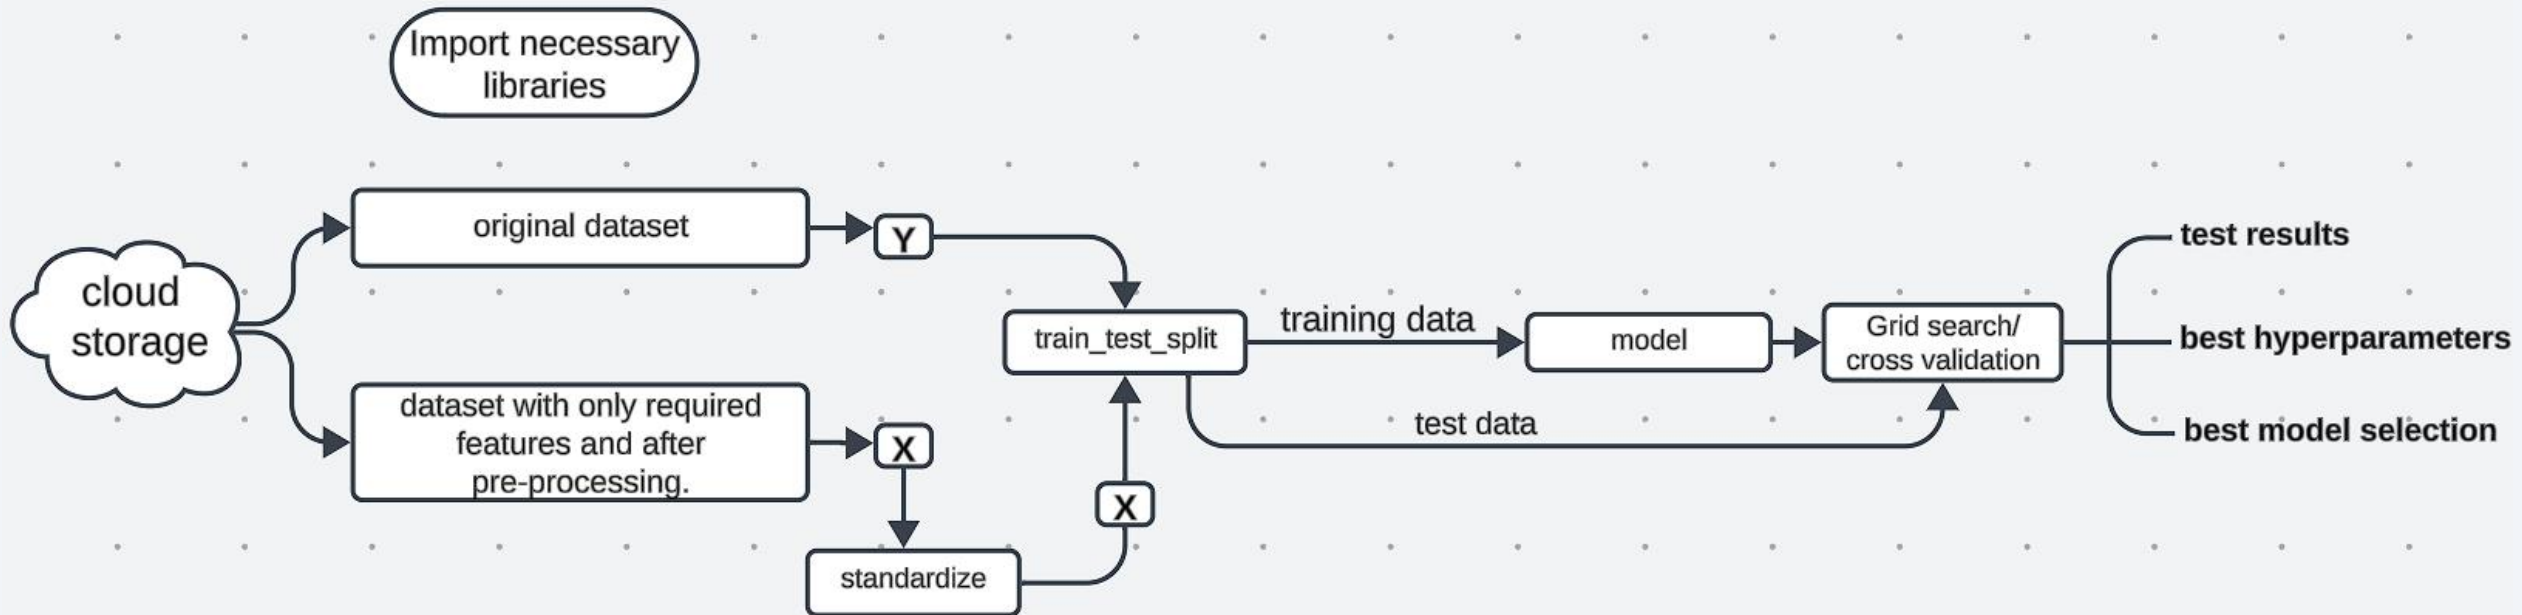 Import necessary
libraries
original dataset
Y
cloud
storage
dataset with only required
features and after
pre-processing.
X
standardize
X
train_test_split
training data
test data
model
Grid search/
cross validation
test results
best hyperparameters
best model selection